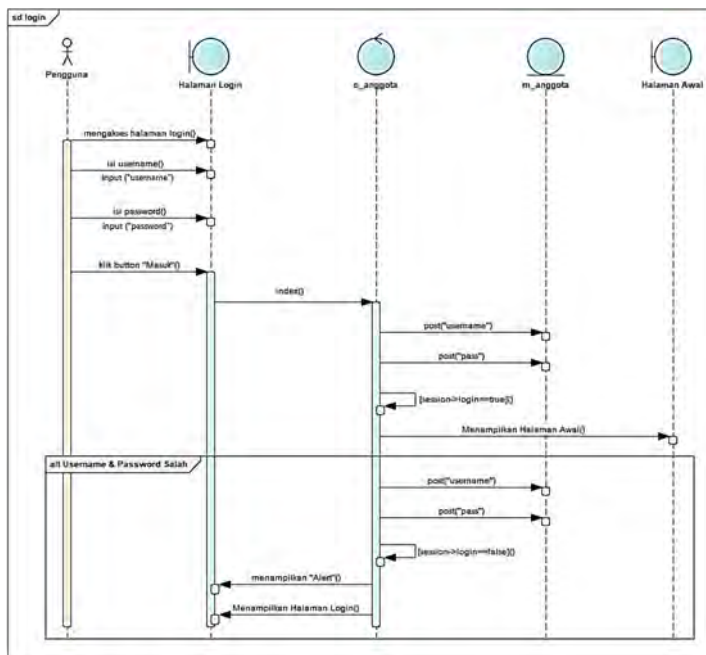 sd login
Pengguna
Halaman Login
c_anggota
m_anggota
Halaman Awal
mengakses halaman login()
isi username()
input ("username")
isi password()
input ("password")
klik button "Masuk"()
index()
post("username")
post("pass")
[session->login==true]()
Menampilkan Halaman Awal()
alt Username & Password Salah
post("username")
post("pass")
[session->login==false]()
menampilkan "Alert"()
Menampilkan Halaman Login()